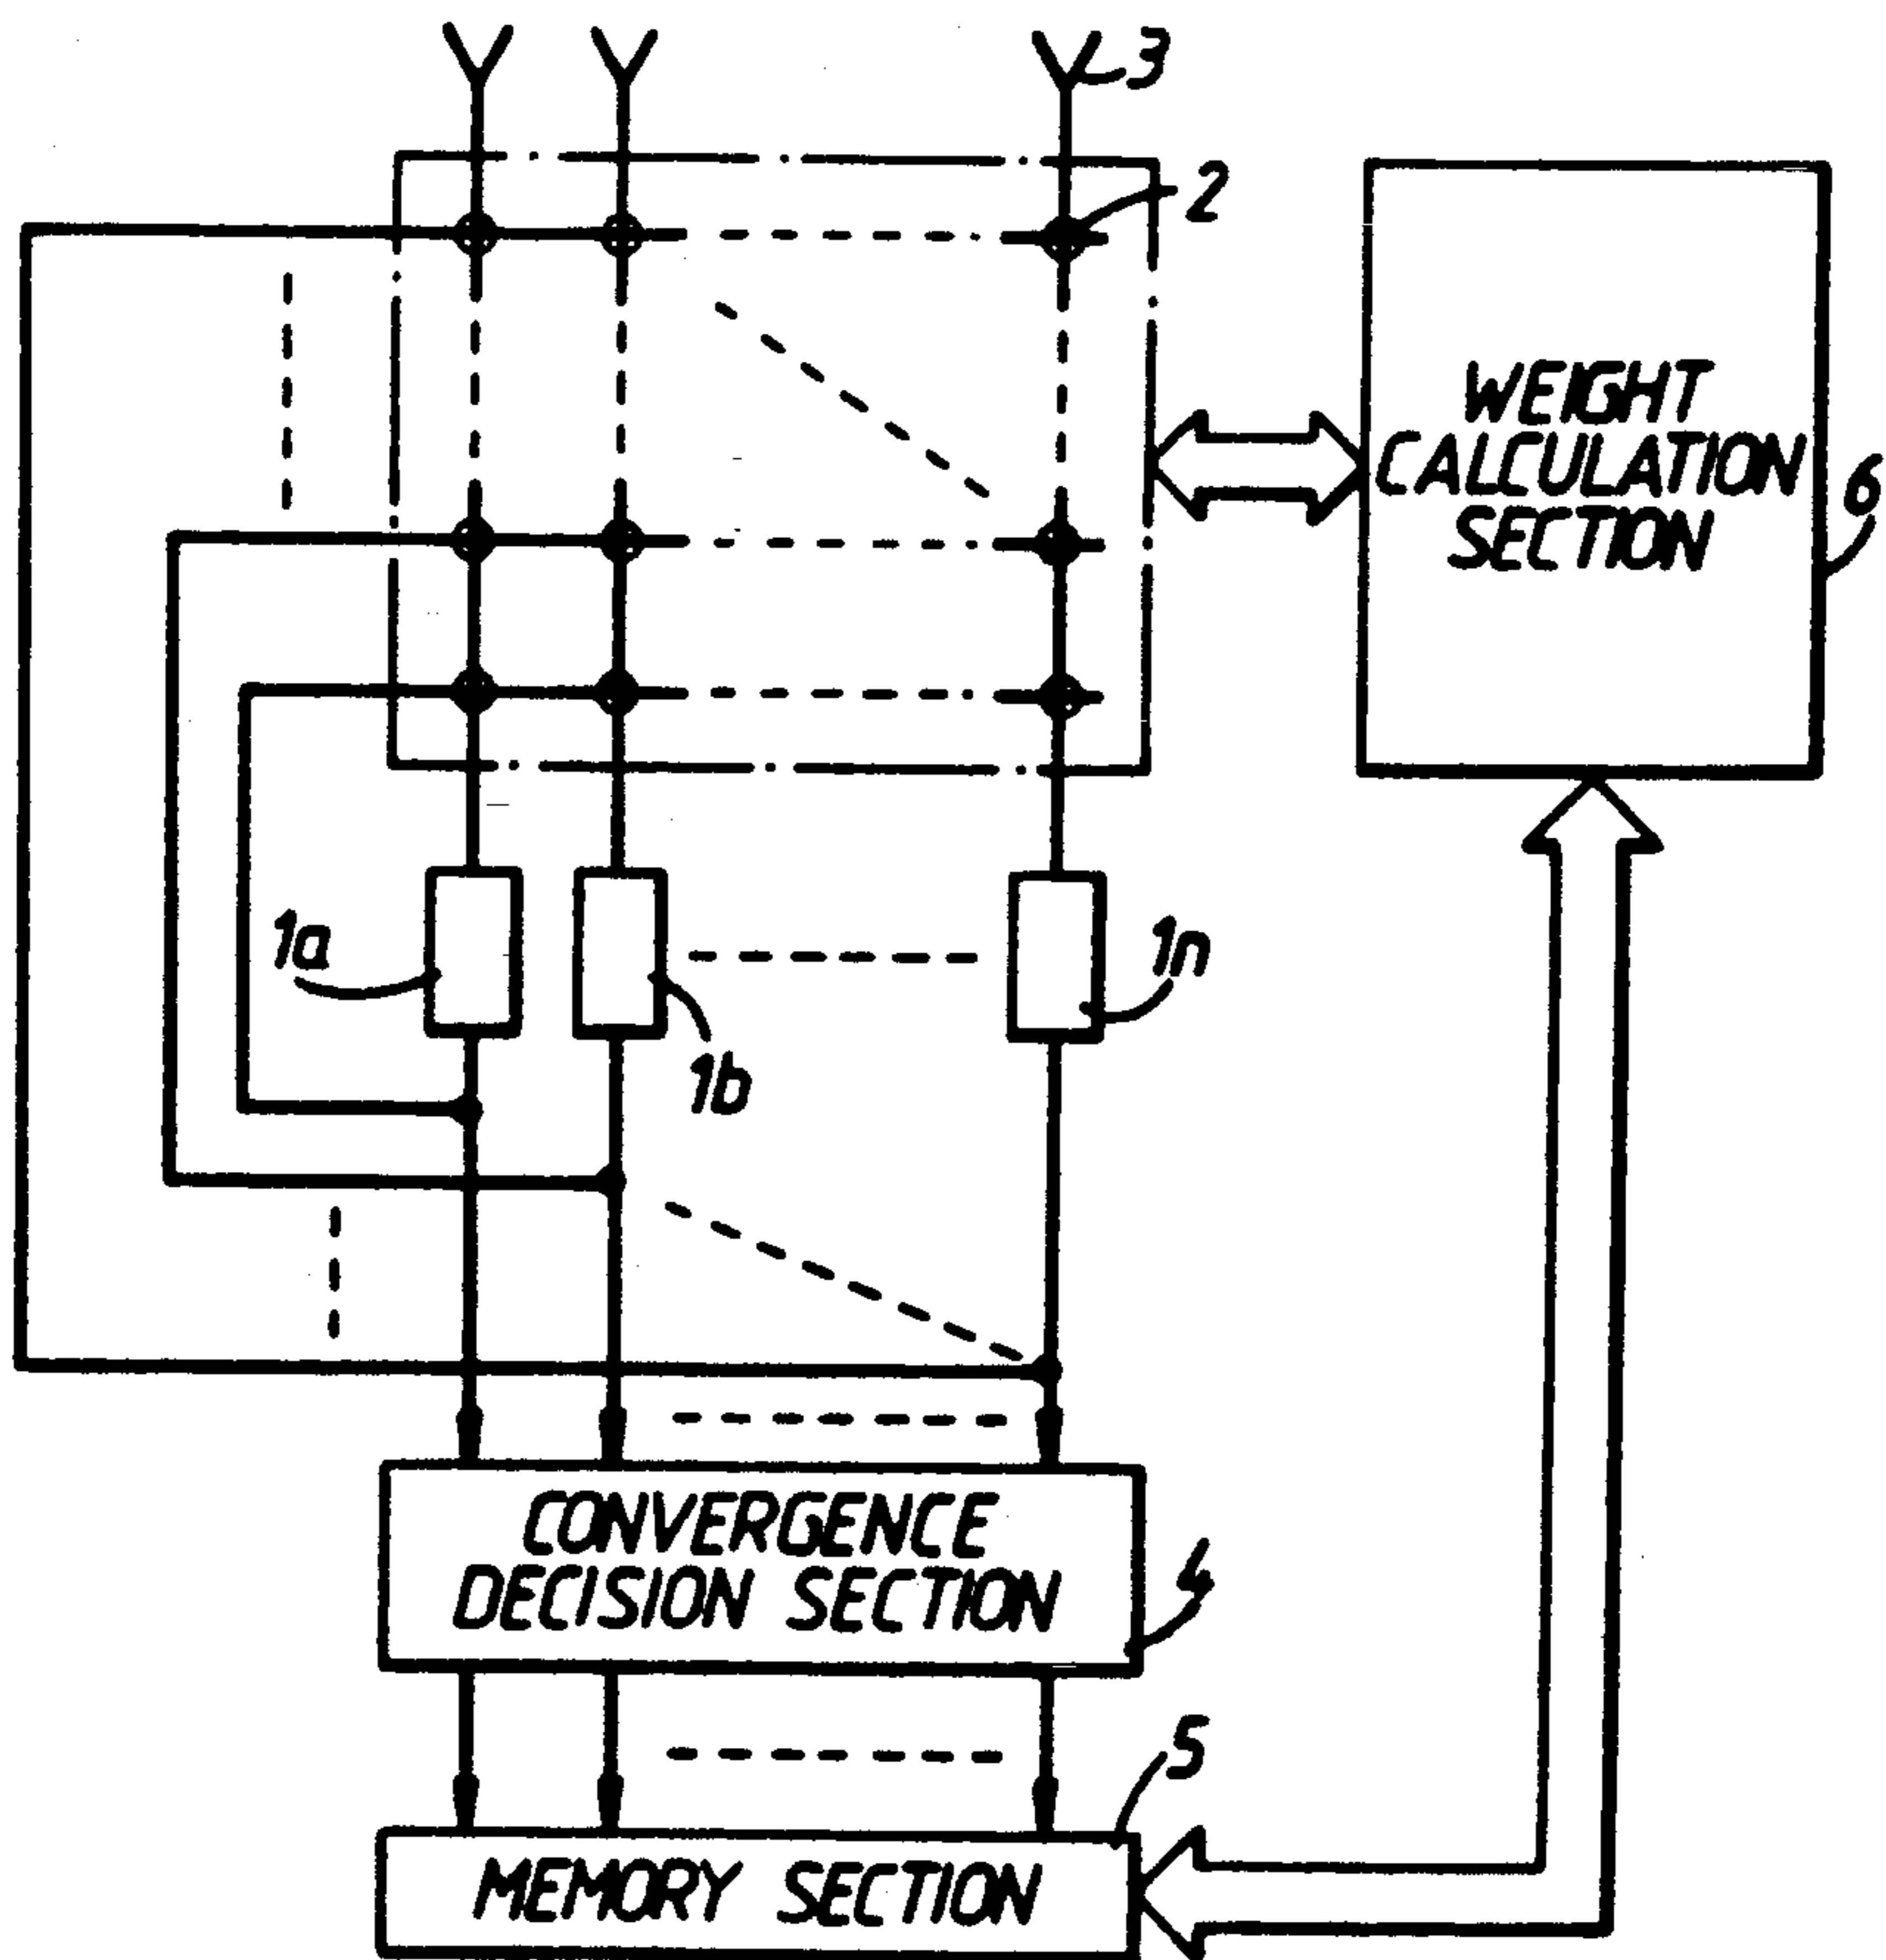 3
2
WEIGHT
CALCULATION
SECTION
6
1a
1b
1n
CONVERGENCE
DECISION SECTION
4
5
MEMORY SECTION